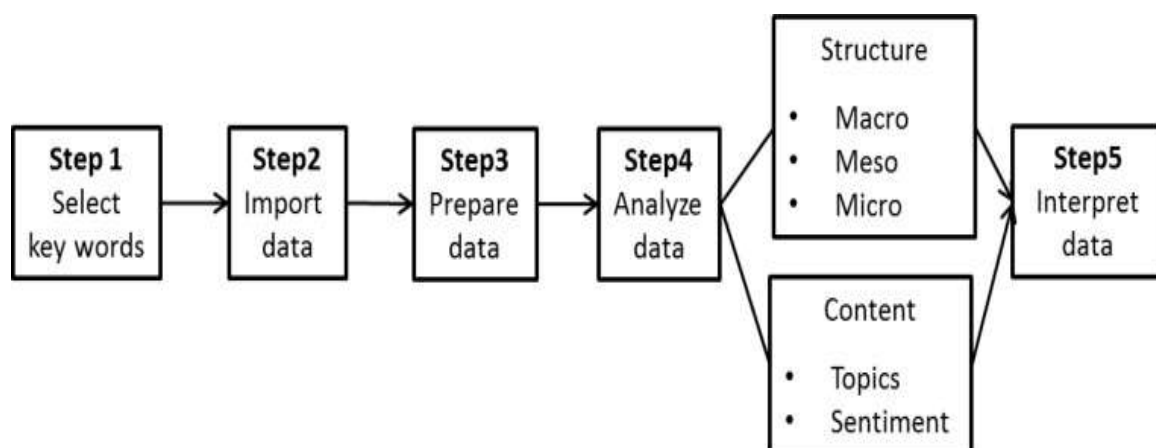 Step 1
Select
key words
Step2
Import
data
Step3
Prepare
data
Step4
Analyze
data
Structure
• Macro
• Meso
• Micro
Content
• Topics
• Sentiment
Step5
Interpret
data